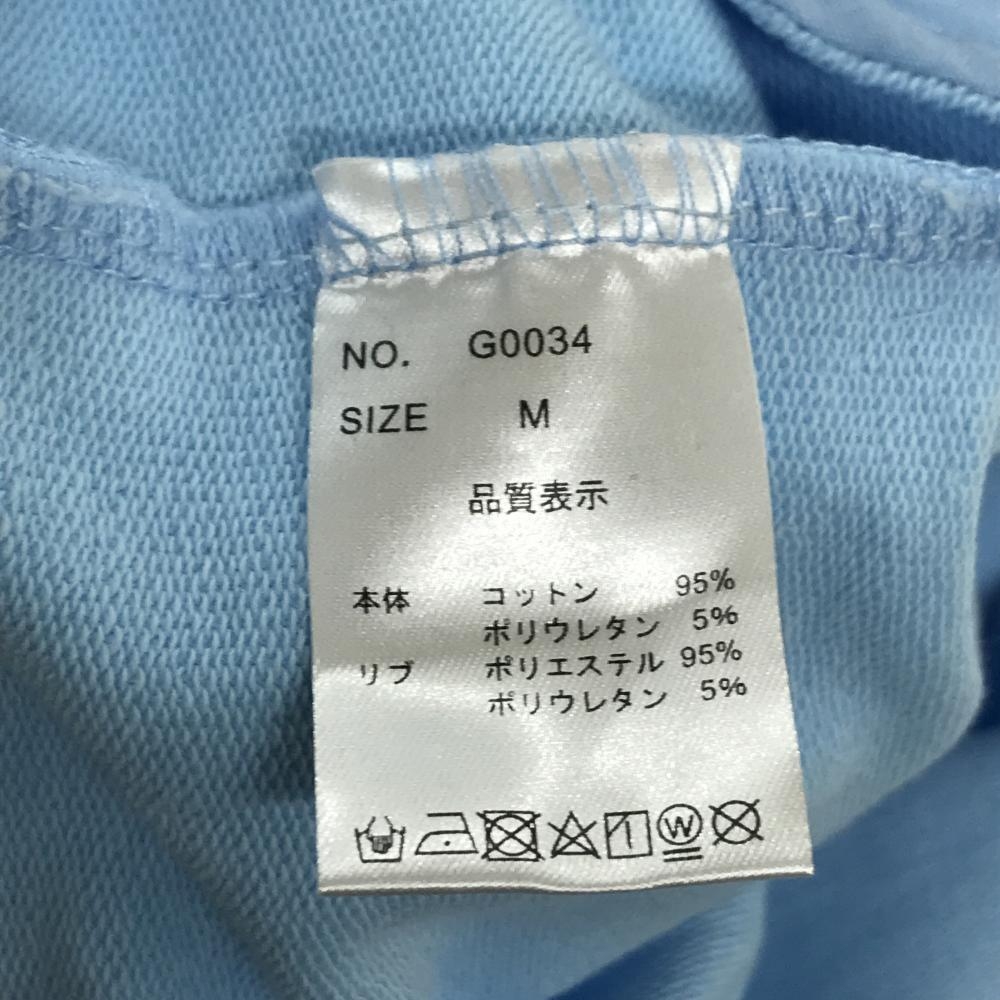 NO. G0034
SIZE M
品質表示
本体 コットン 95%
ポリウレタン 5%
リブ ポリエステル 95%
ポリウレタン 5%
W